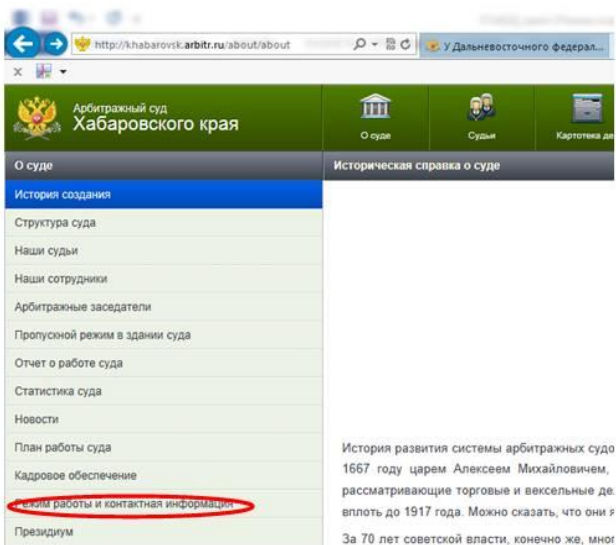 http://khabarovsk.arbitr.ru/about/about
У Дальневосточного федерал...
x
Арбитражный суд
Хабаровского края
О суде
Судьи
Картотека де
О суде
Историческая справка о суде
История создания
Структура суда
Наши судьи
Наши сотрудники
Арбитражные заседатели
Пропускной режим в здании суда
Отчет о работе суда
Статистика суда
Новости
План работы суда
Кадровое обеспечение
Режим работы и контактная информация
Президиум
История развития системы арбитражных судо
1667 году царем Алексеем Михайловичем,
рассматривающие торговые и вексельные де
вплоть до 1917 года. Можно сказать, что они я
За 70 лет советской власти, конечно же, мног